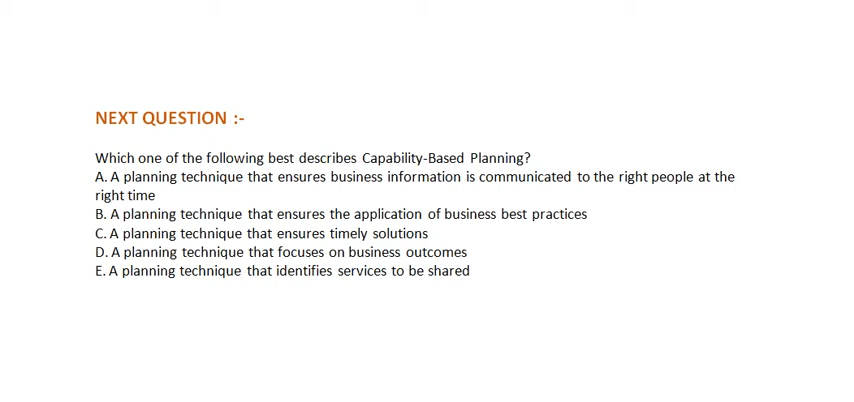 NEXT QUESTION :-
Which one of the following best describes Capability-Based Planning?
A. A planning technique that ensures business information is communicated to the right people at the
right time
B. A planning technique that ensures the application of business best practices
C. A planning technique that ensures timely solutions
D. A planning technique that focuses on business outcomes
E. A planning technique that identifies services to be shared